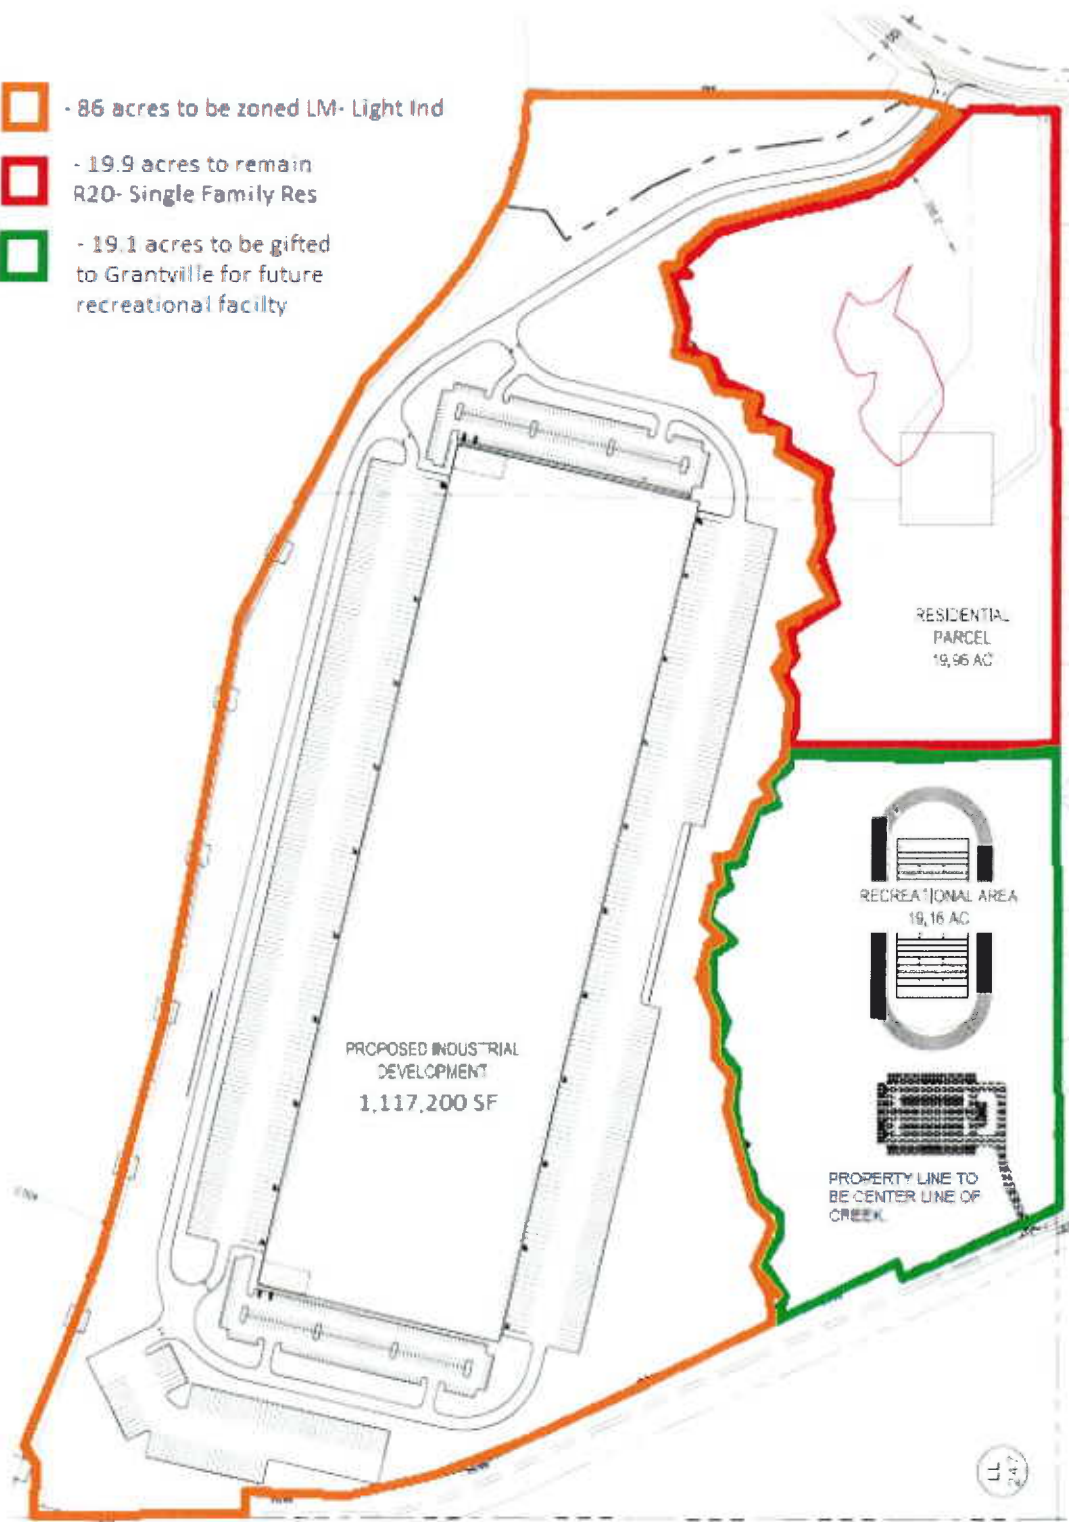 - 86 acres to be zoned LM- Light Ind
- 19.9 acres to remain
R20- Single Family Res
- 19.1 acres to be gifted
to Grantville for future
recreational facilty
RESIDENTIAL
PARCEL
19.96 AC
RECREATIONAL AREA
19.16 AC
PROPOSED INDUSTRIAL
DEVELOPMENT
1,117,200 SF
PROPERTY LINE TO
BE CENTER LINE OF
CREEK.
LL